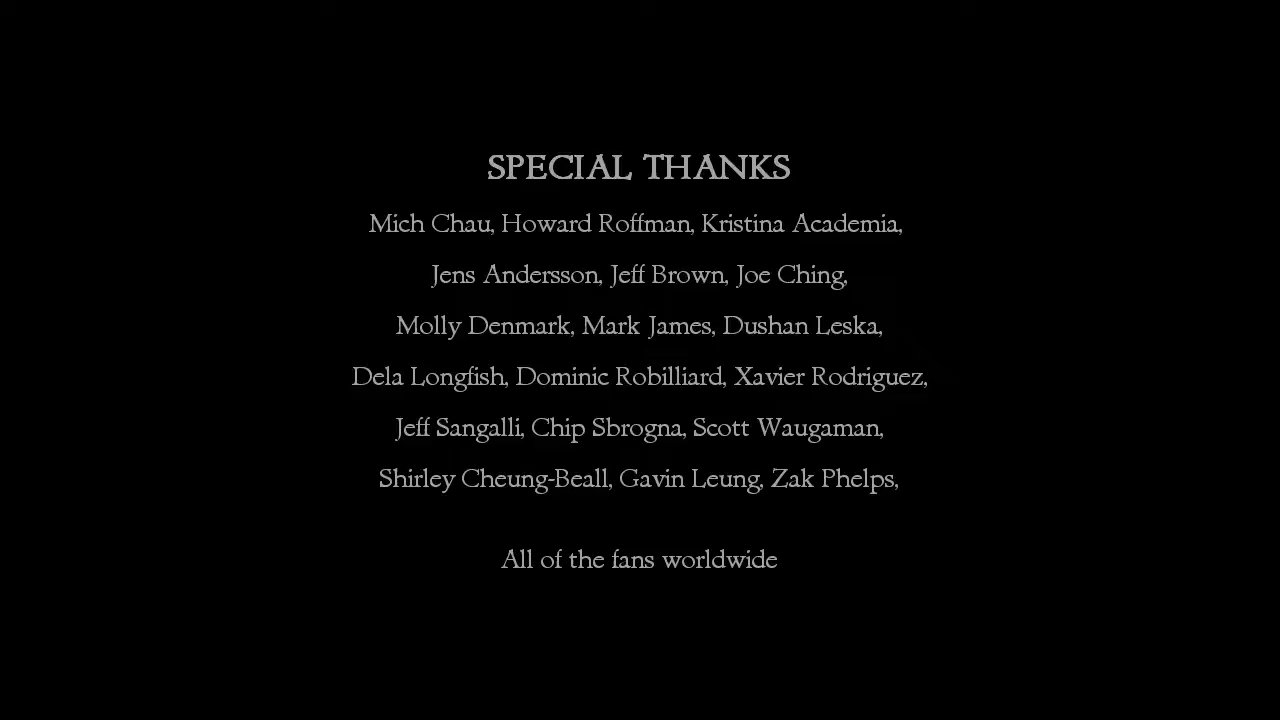 SPECIAL THANKS
Mich Chau, Howard Roffman, Kristina Academia,
Jens Andersson, Jeff Brown, Joe Ching,
Molly Denmark, Mark James, Dushan Leska,
Dela Longfish, Dominic Robilliard, Xavier Rodriguez,
Jeff Sangalli, Chip Sbrogna, Scott Waugaman,
Shirley Cheung-Beall, Gavin Leung, Zak Phelps,
All of the fans worldwide